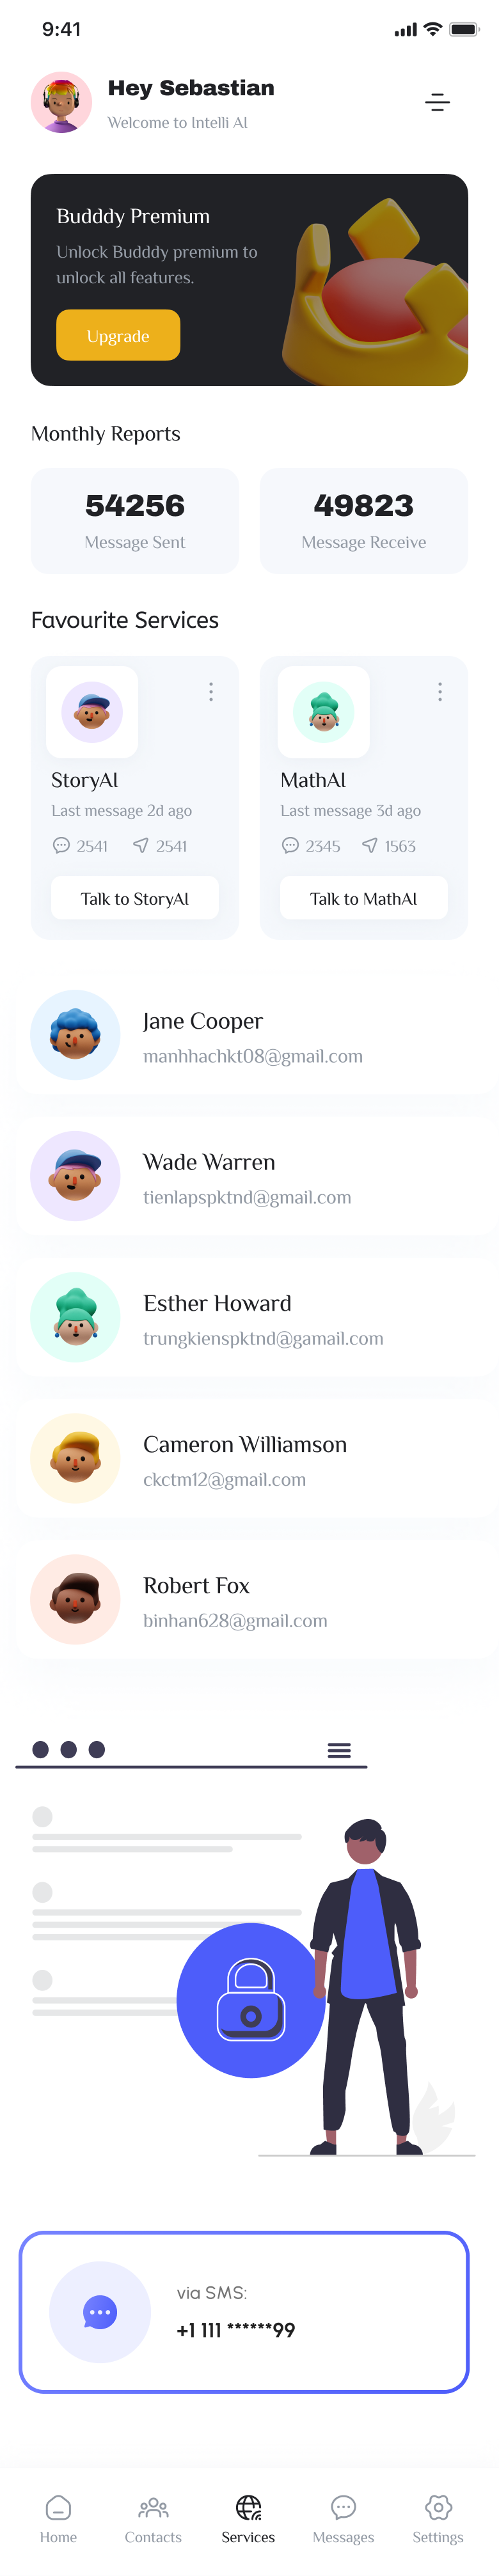 9:41
Hey Sebastian
Welcome to Intelli AI
Budddy Premium
Unlock Budddy premium to
unlock all features.
Upgrade
Monthly Reports
54256
Message Sent
49823
Message Receive
Favourite Services
StoryAI
Last message 2d ago
2541 2541
Talk to StoryAI
MathAI
Last message 3d ago
2345 1563
Talk to MathAI
Jane Cooper
manhhachkt08@gmail.com
Wade Warren
tienlapspktnd@gmail.com
Esther Howard
trungkienspktnd@gamail.com
Cameron Williamson
ckctm12@gmail.com
Robert Fox
binhan628@gmail.com
via SMS:
+1 111 ******99
Home Contacts Services Messages Settings